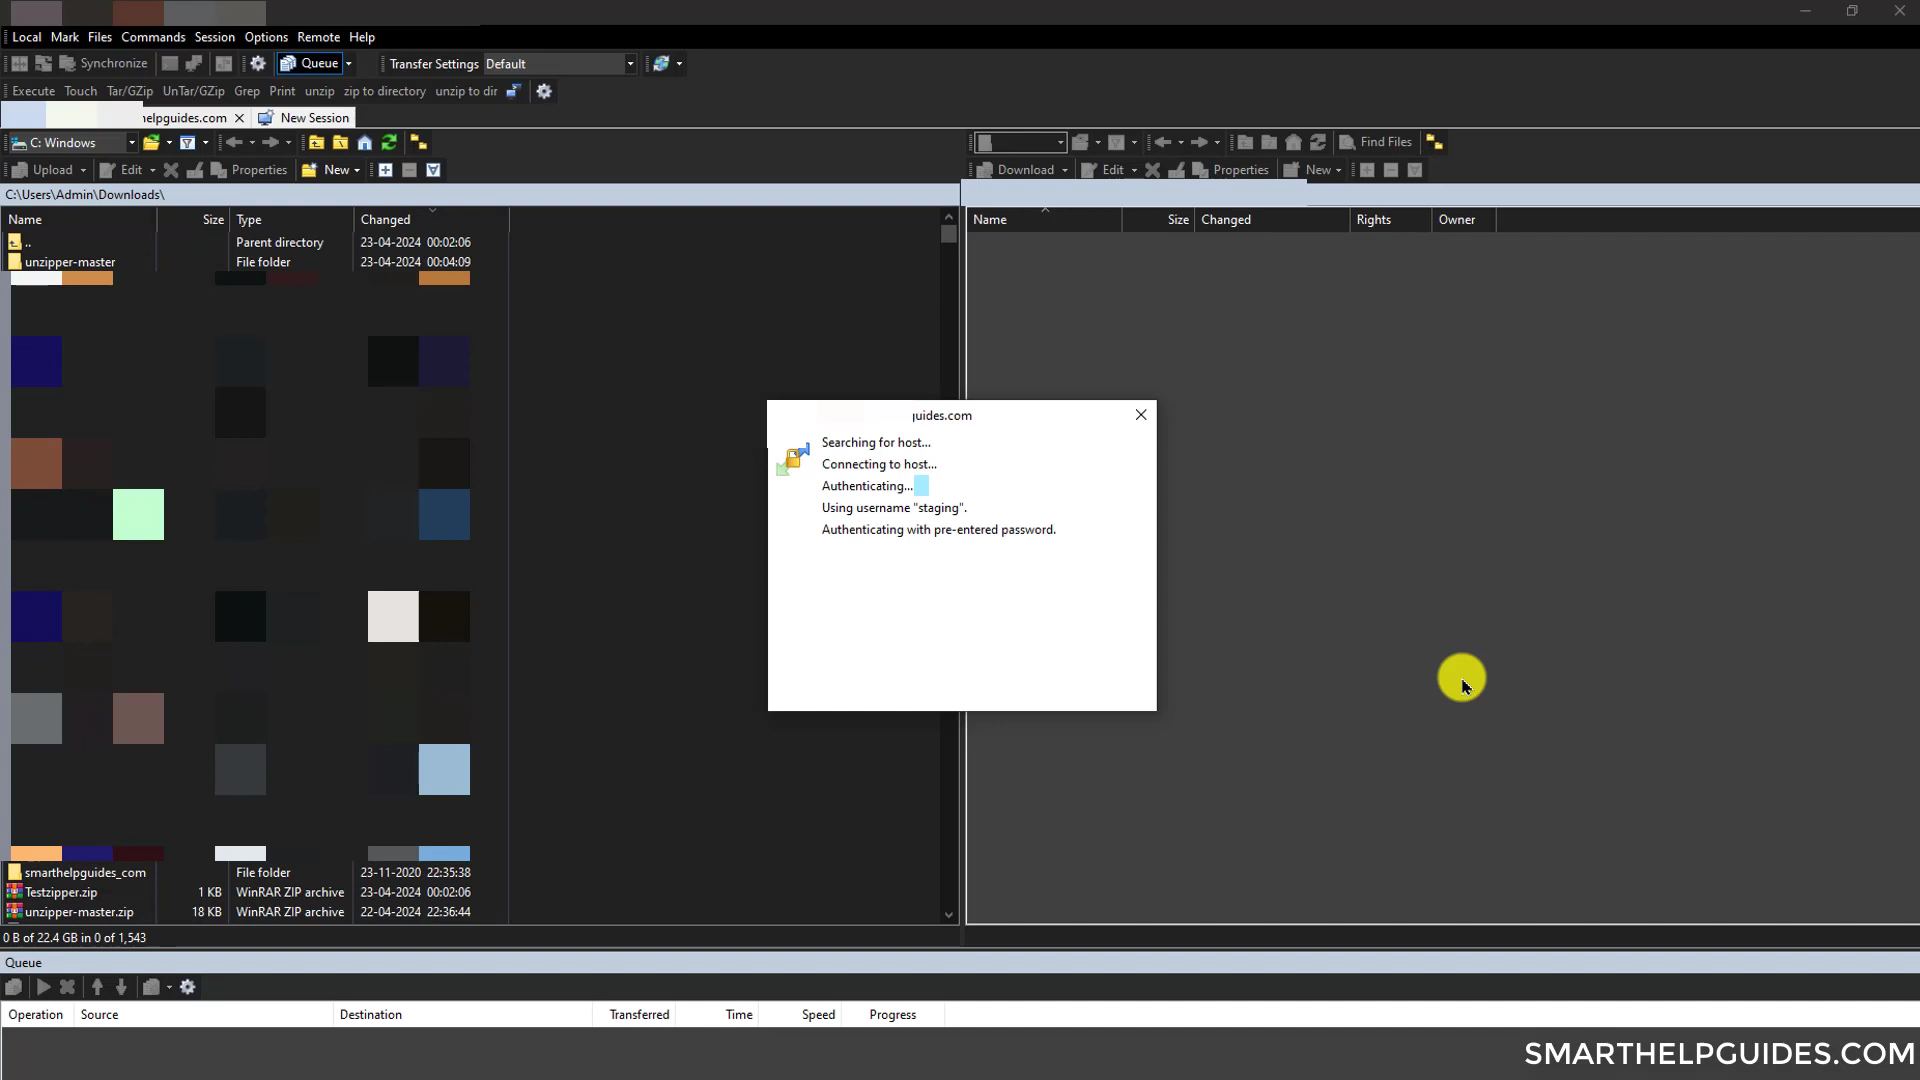 Local Mark Files Commands Session Options Remote Help
Synchronize Queue Transfer Settings Default
Execute Touch Tar/GZip UnTar/GZip Grep Print unzip zip to directory unzip to dir
helpguides.com New Session
C: Windows Find Files
Upload Edit Properties New Download Edit Properties New
C:\Users\Admin\Downloads\
Name Size Type Changed Name Size Changed Rights Owner
.. Parent directory 23-04-2024 00:02:06
unzipper-master File folder 23-04-2024 00:04:09
guides.com
Searching for host...
Connecting to host...
Authenticating...
Using username "staging".
Authenticating with pre-entered password.
smarthelpguides_com File folder 23-11-2020 22:35:38
Testzipper.zip 1 KB WinRAR ZIP archive 23-04-2024 00:02:06
unzipper-master.zip 18 KB WinRAR ZIP archive 22-04-2024 22:36:44
0 B of 22.4 GB in 0 of 1,543
Queue
Operation Source Destination Transferred Time Speed Progress
SMARTHELPGUIDES.COM